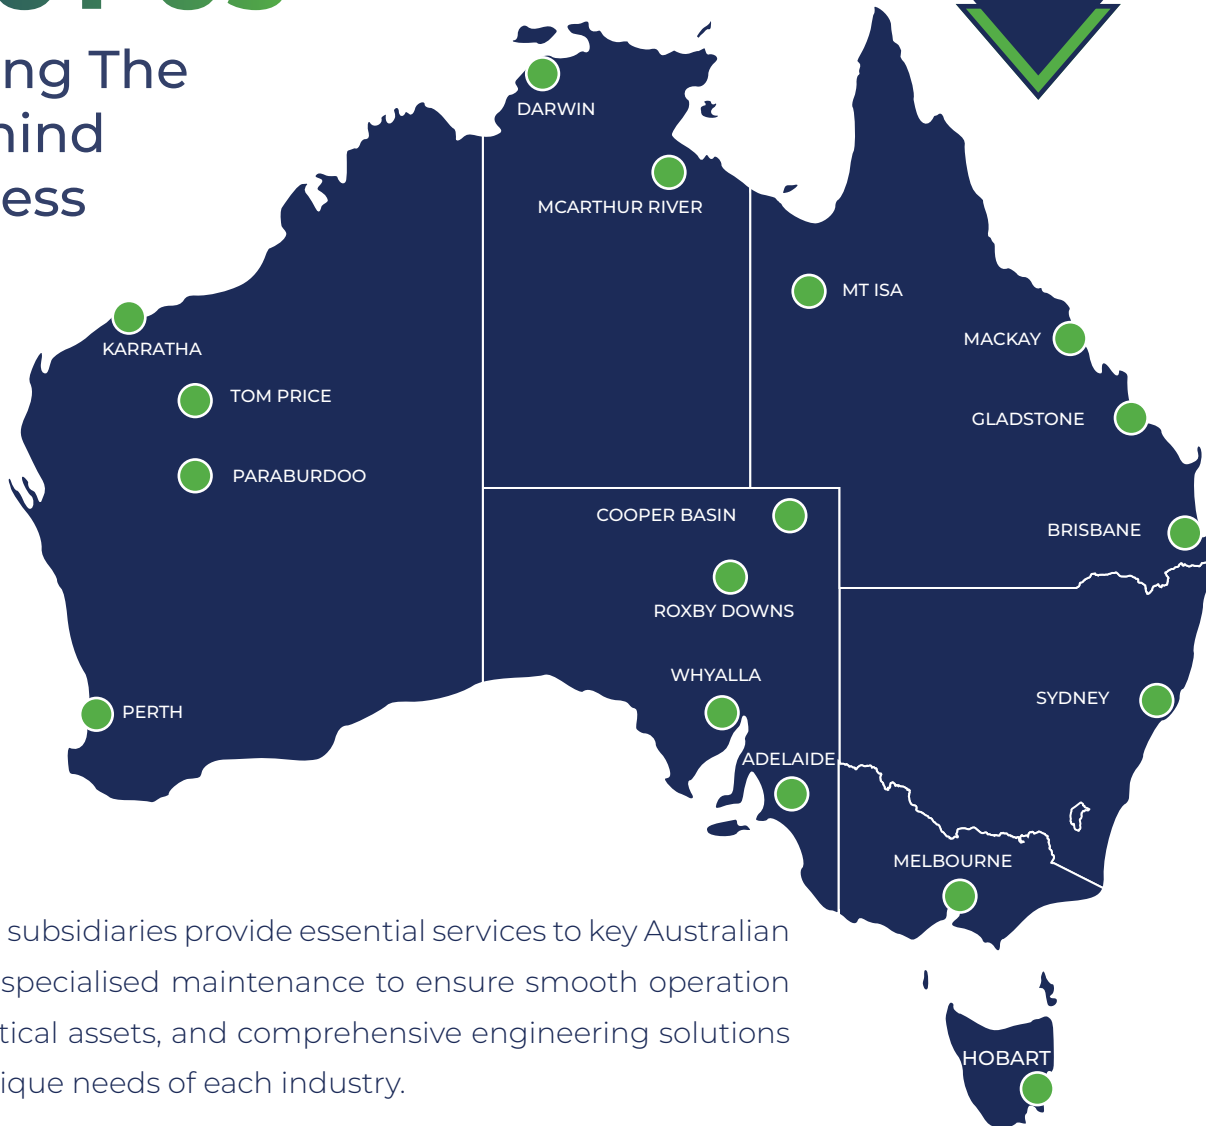 ng The
ind
ess
DARWIN
MCARTHUR RIVER
MT ISA
KARRATHA
MACKAY
TOM PRICE
GLADSTONE
PARABURDOO
COOPER BASIN
BRISBANE
ROXBY DOWNS
WHYALLA
SYDNEY
PERTH
ADELAIDE
MELBOURNE
subsidiaries provide essential services to key Australian
specialised maintenance to ensure smooth operation
tical assets, and comprehensive engineering solutions
ique needs of each industry.
HOBART